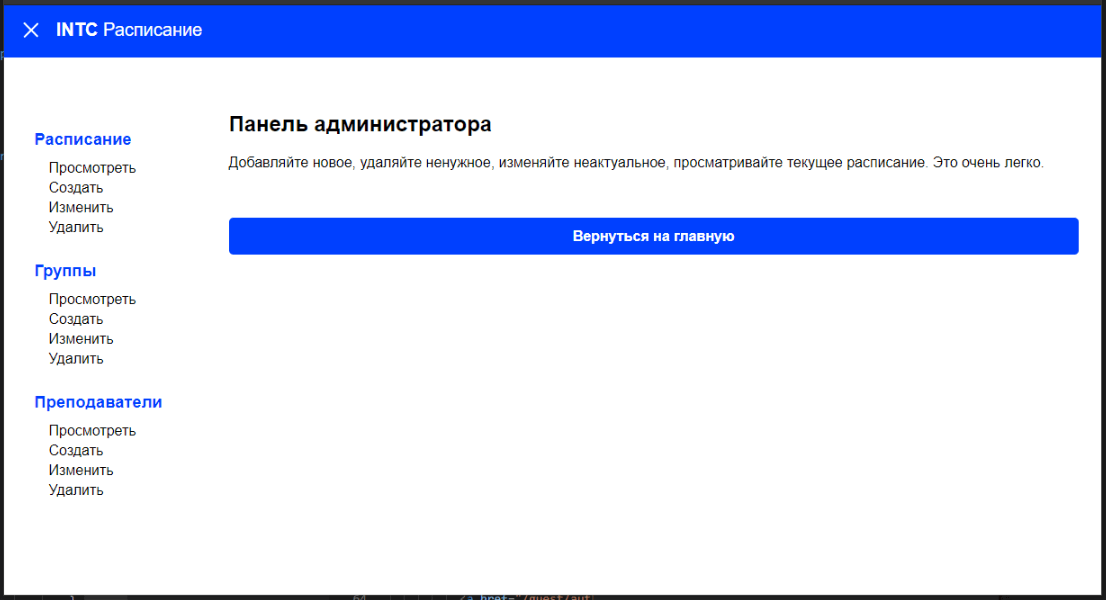 INTC Расписание
Расписание
Просмотреть
Создать
Изменить
Удалить
Группы
Просмотреть
Создать
Изменить
Удалить
Преподаватели
Просмотреть
Создать
Изменить
Удалить
Панель администратора
Добавляйте новое, удаляйте ненужное, изменяйте неактуальное, просматривайте текущее расписание. Это очень легко.
Вернуться на главную